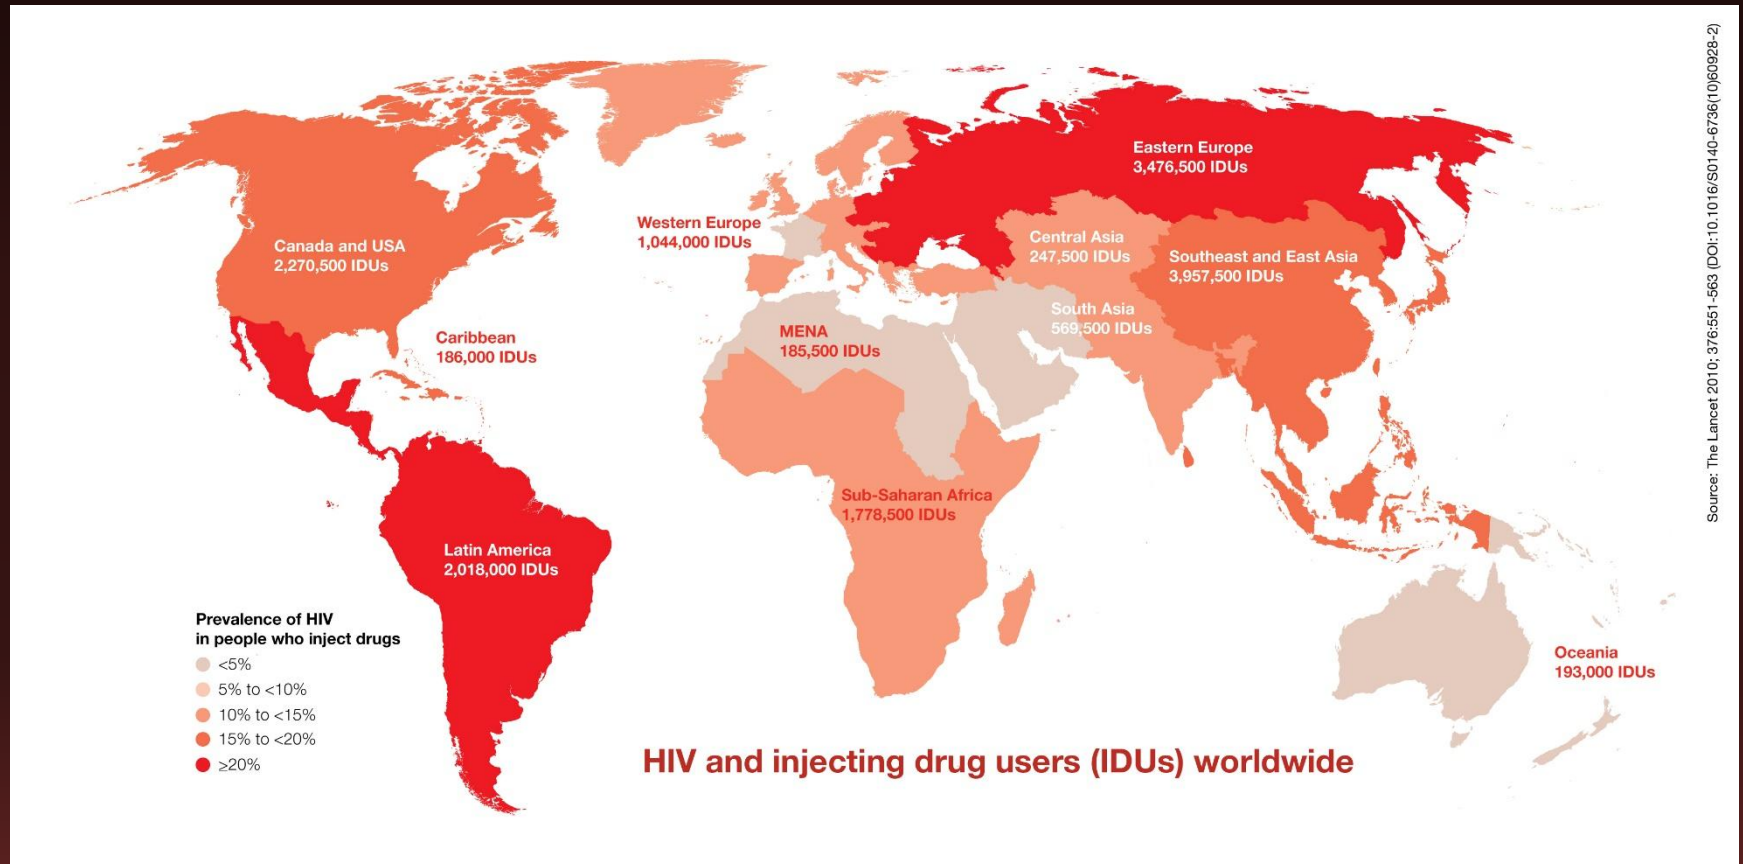 Source: The Lancet 2010; 376:551-563 (DOI:10.1016/S0140-6736(10)60928-2)
Eastern Europe
3,476,500 IDUs
Western Europe
1,044,000 IDUs
Canada and USA
2,270,500 IDUs
Central Asia
247,500 IDUs
Southeast and East Asia
3,957,500 IDUs
South Asia
569,500 IDUs
Caribbean
186,000 IDUs
MENA
185,500 IDUs
Sub-Saharan Africa
1,778,500 IDUs
Latin America
2,018,000 IDUs
Prevalence of HIV
in people who inject drugs
<5%
5% to <10%
10% to <15%
15% to <20%
≥20%
Oceania
193,000 IDUs
HIV and injecting drug users (IDUs) worldwide